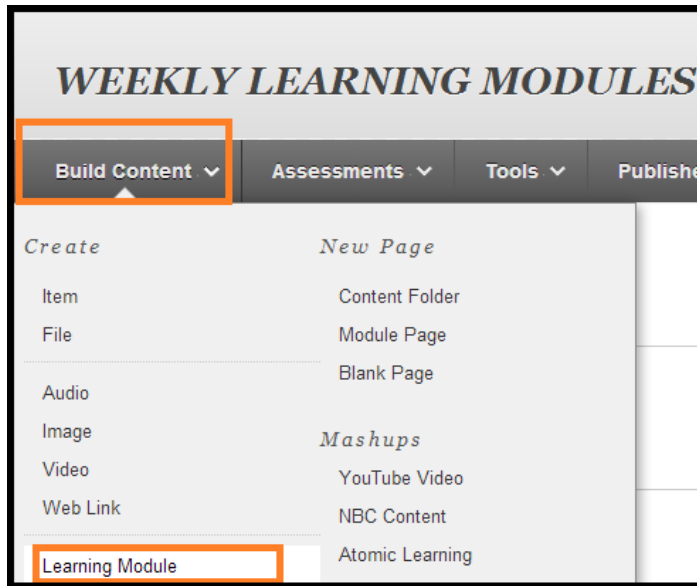 WEEKLY LEARNING MODULES
Build Content
Assessments
Tools
Create
Item
File
Audio
Image
Video
Web Link
Learning Module
New Page
Content Folder
Module Page
Blank Page
Mashups
YouTube Video
NBC Content
Atomic Learning